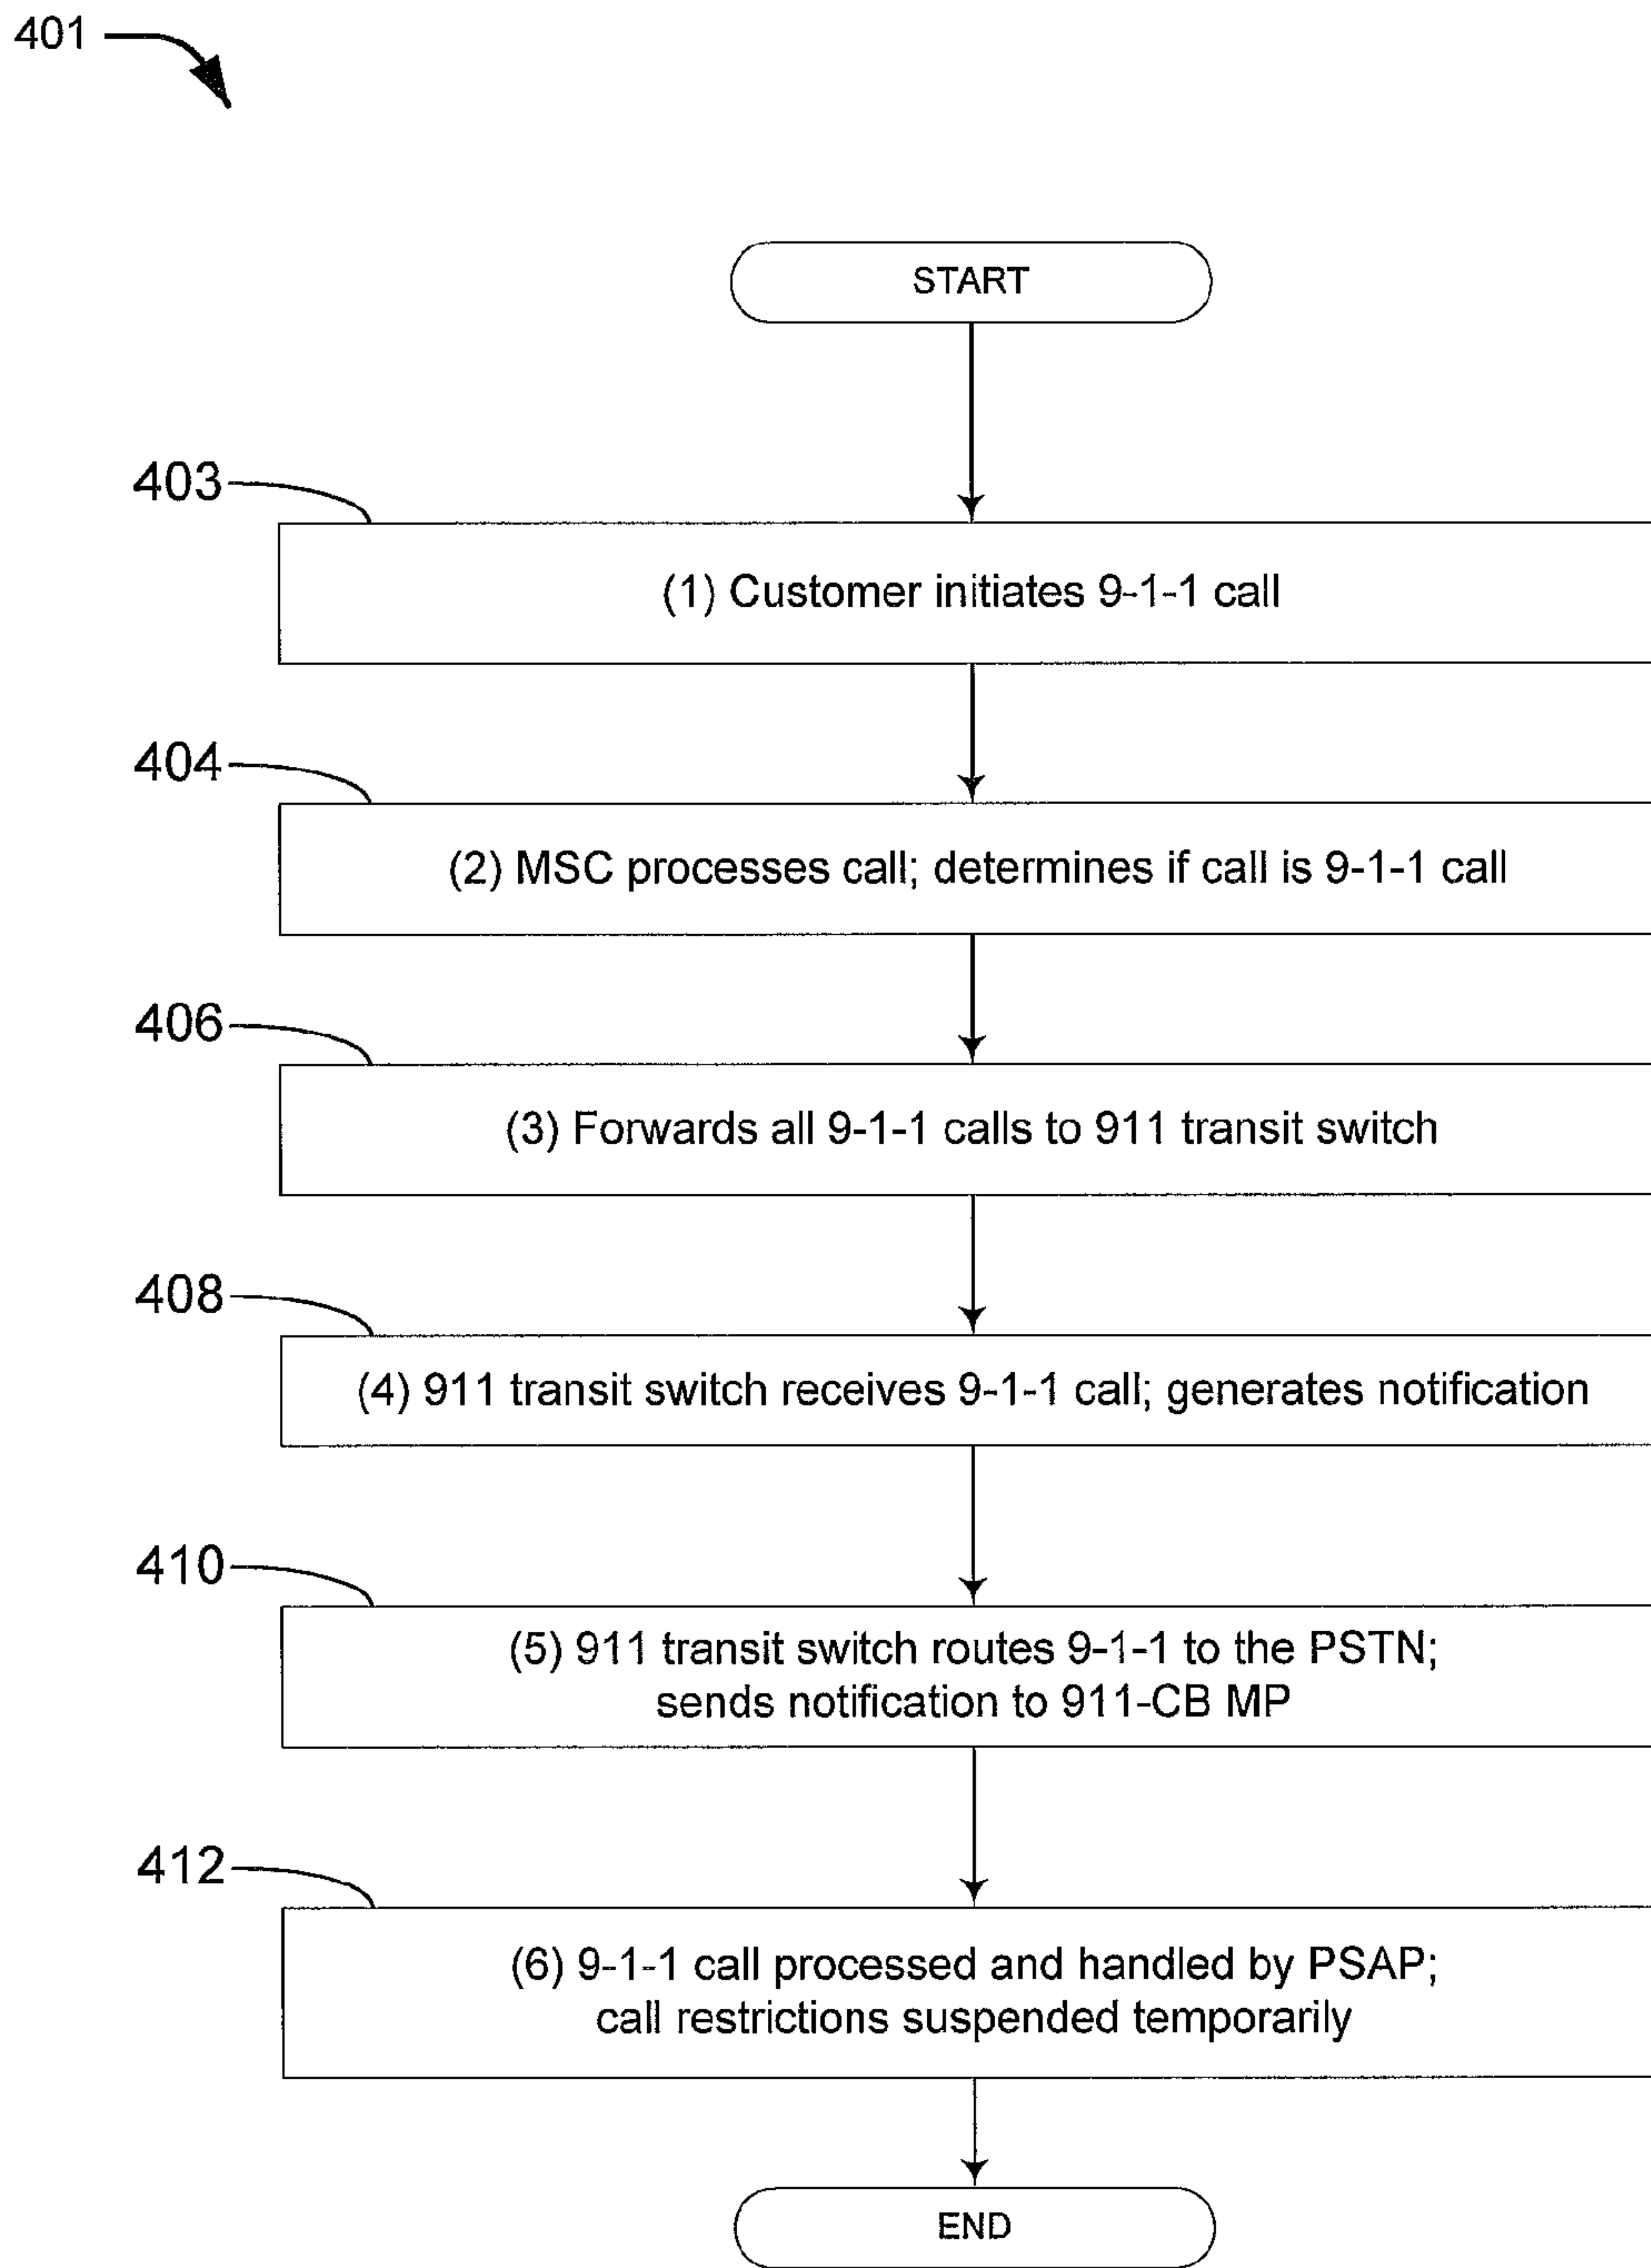 401
START
403
(1) Customer initiates 9-1-1 call
404
(2) MSC processes call; determines if call is 9-1-1 call
406
(3) Forwards all 9-1-1 calls to 911 transit switch
408
(4) 911 transit switch receives 9-1-1 call; generates notification
410
(5) 911 transit switch routes 9-1-1 to the PSTN;
sends notification to 911-CB MP
412
(6) 9-1-1 call processed and handled by PSAP;
call restrictions suspended temporarily
END